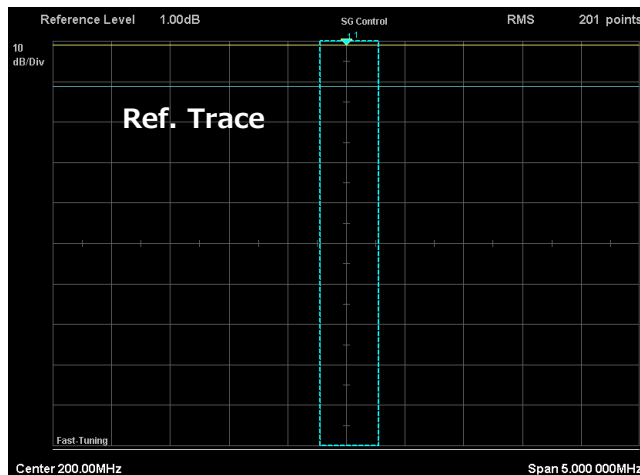 Reference Level 1.00dB SG Control RMS 201 points
10
dB/Div
1
Ref. Trace
Fast-Tuning
Center 200.00MHz Span 5.000 000MHz